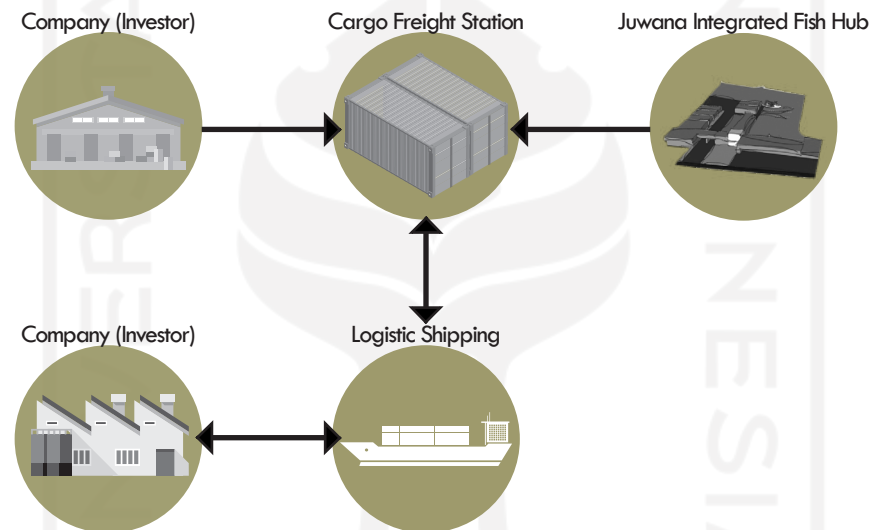 Company (Investor)
Cargo Freight Station
Juwana Integrated Fish Hub
Company (Investor)
Logistic Shipping